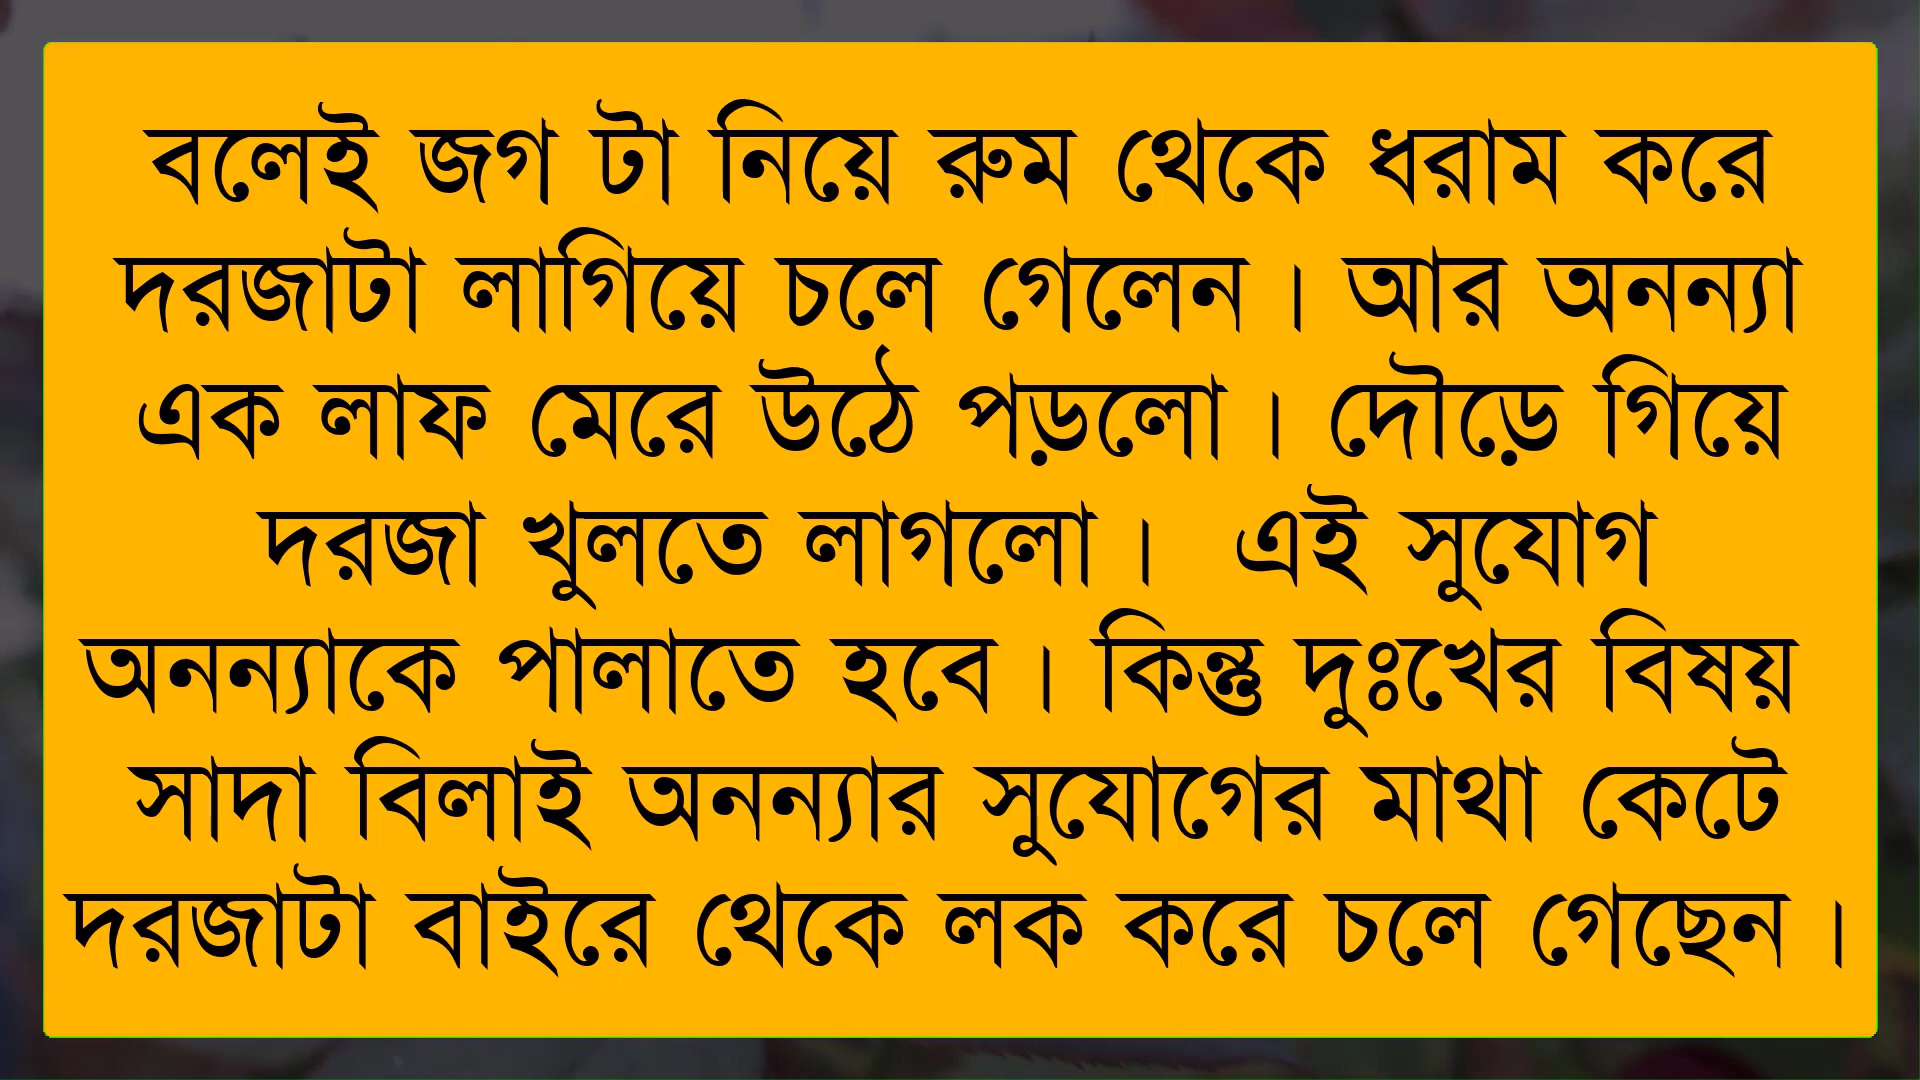 বলেই জগ টা নিয়ে রুম থেকে ধরাম করে
দরজাটা লাগিয়ে চলে গেলেন । আর অনন্যা
এক লাফ মেরে উঠে পড়লো । দৌড়ে গিয়ে
দরজা খুলতে লাগলো । এই সুযোগ
অনন্যাকে পালাতে হবে । কিন্তু দুঃখের বিষয়
সাদা বিলাই অনন্যার সুযোগের মাথা কেটে
দরজাটা বাইরে থেকে লক করে চলে গেছেন ।